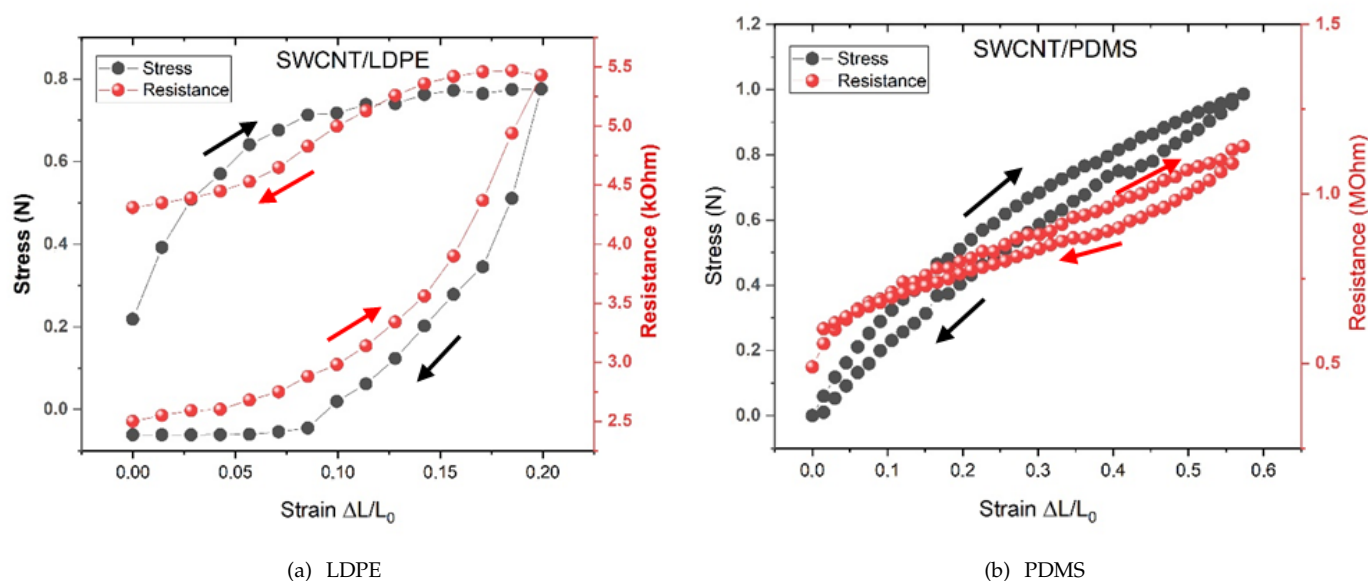 SWCNT/LDPE
Stress
Resistance
Stress (N)
0.8
0.6
0.4
0.2
0.0
Resistance (kOhm)
5.5
5.0
4.5
4.0
3.5
3.0
2.5
0.00 0.05 0.10 0.15 0.20
Strain ΔL/L₀
(a) LDPE
SWCNT/PDMS
Stress
Resistance
Stress (N)
1.2
1.0
0.8
0.6
0.4
0.2
0.0
Resistance (MOhm)
1.5
1.0
0.5
0.0 0.1 0.2 0.3 0.4 0.5 0.6
Strain ΔL/L₀
(b) PDMS